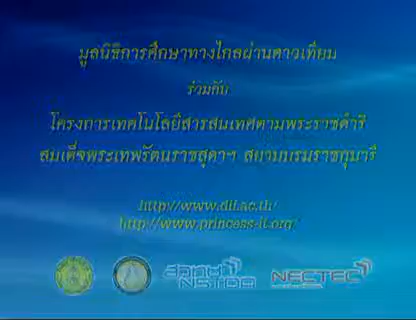 มูลนิธิการศึกษาทางไกลผ่านดาวเทียม
ร่วมกับ
โครงการเทคโนโลยีสารสนเทศตามพระราชดำริ
สมเด็จพระเทพรัตนราชสุดาฯ สยามบรมราชกุมารี
http://www.dlf.ac.th/
http://www.princess-it.org/
สวทช
NSTDA
NECTEC